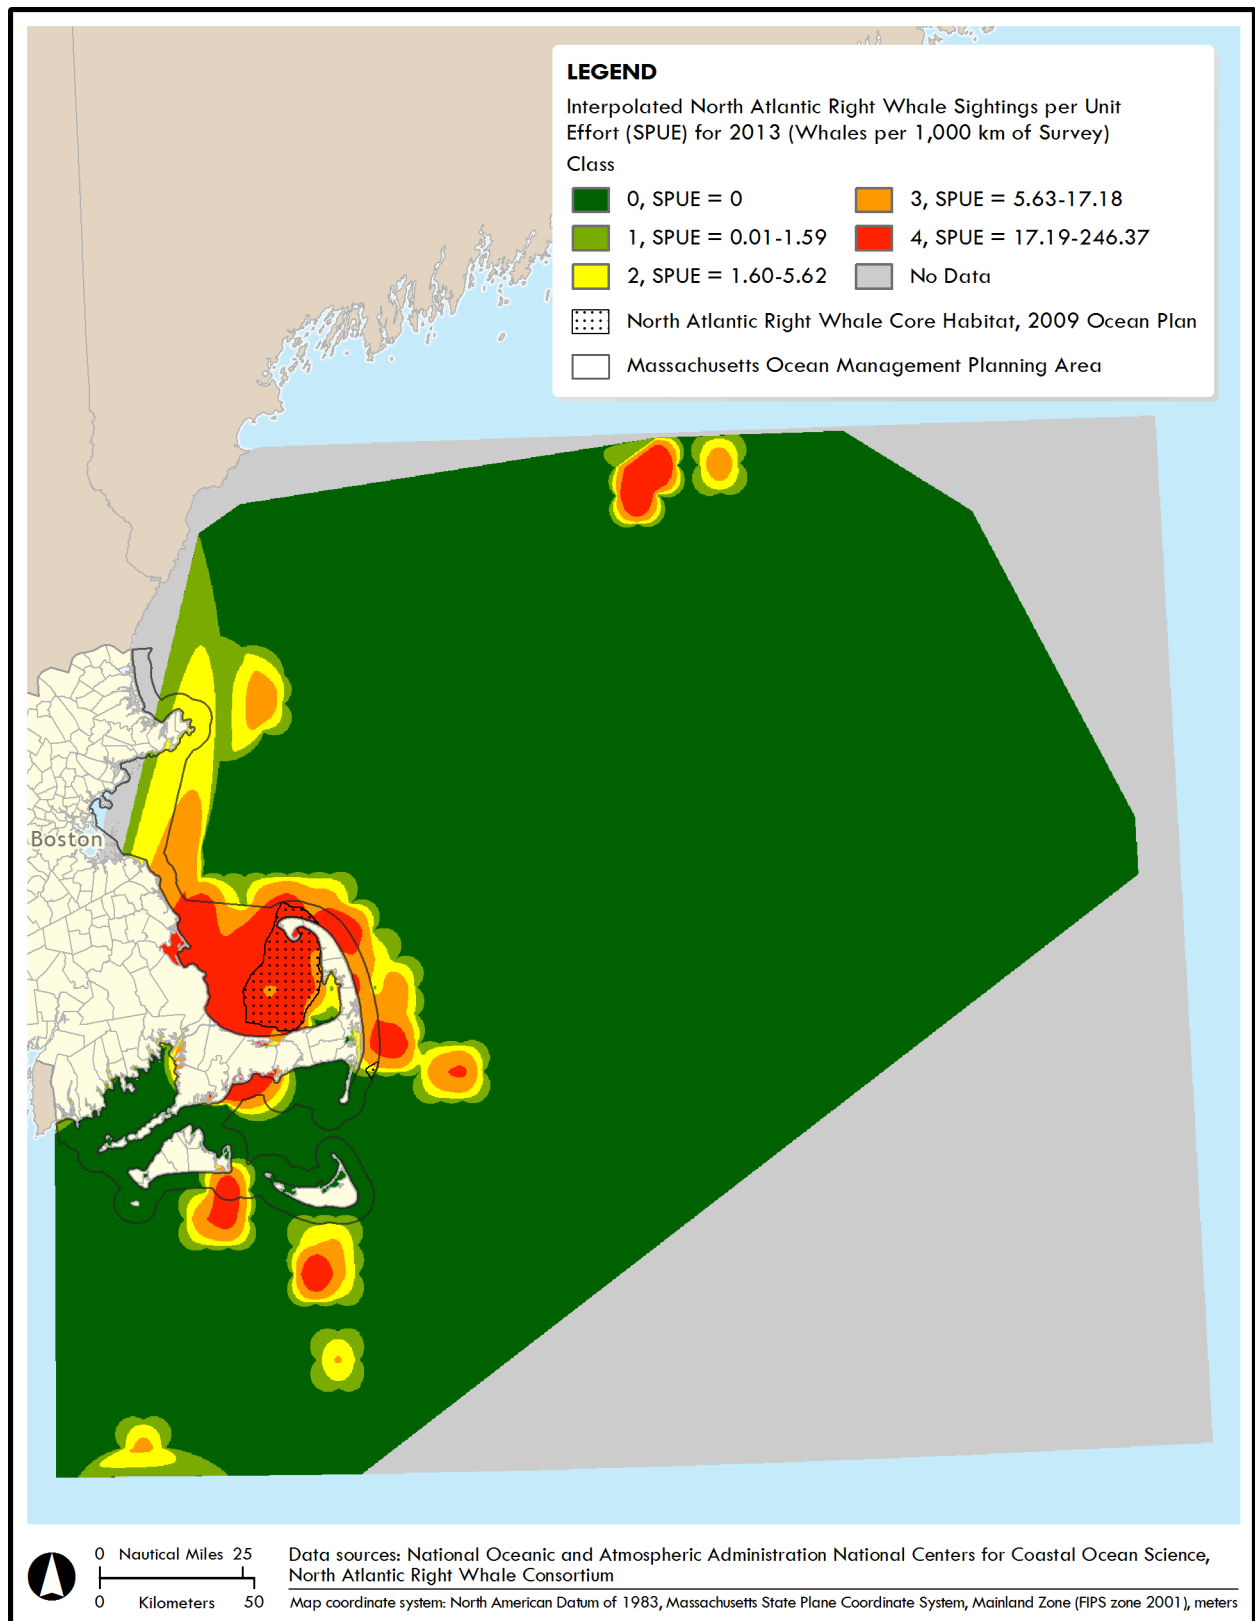 LEGEND
Interpolated North Atlantic Right Whale Sightings per Unit
Effort (SPUE) for 2013 (Whales per 1,000 km of Survey)
Class
0, SPUE = 0
1, SPUE = 0.01-1.59
2, SPUE = 1.60-5.62
3, SPUE = 5.63-17.18
4, SPUE = 17.19-246.37
No Data
North Atlantic Right Whale Core Habitat, 2009 Ocean Plan
Massachusetts Ocean Management Planning Area
Boston
0 Nautical Miles 25
0 Kilometers 50
Data sources: National Oceanic and Atmospheric Administration National Centers for Coastal Ocean Science,
North Atlantic Right Whale Consortium
Map coordinate system: North American Datum of 1983, Massachusetts State Plane Coordinate System, Mainland Zone (FIPS zone 2001), meters